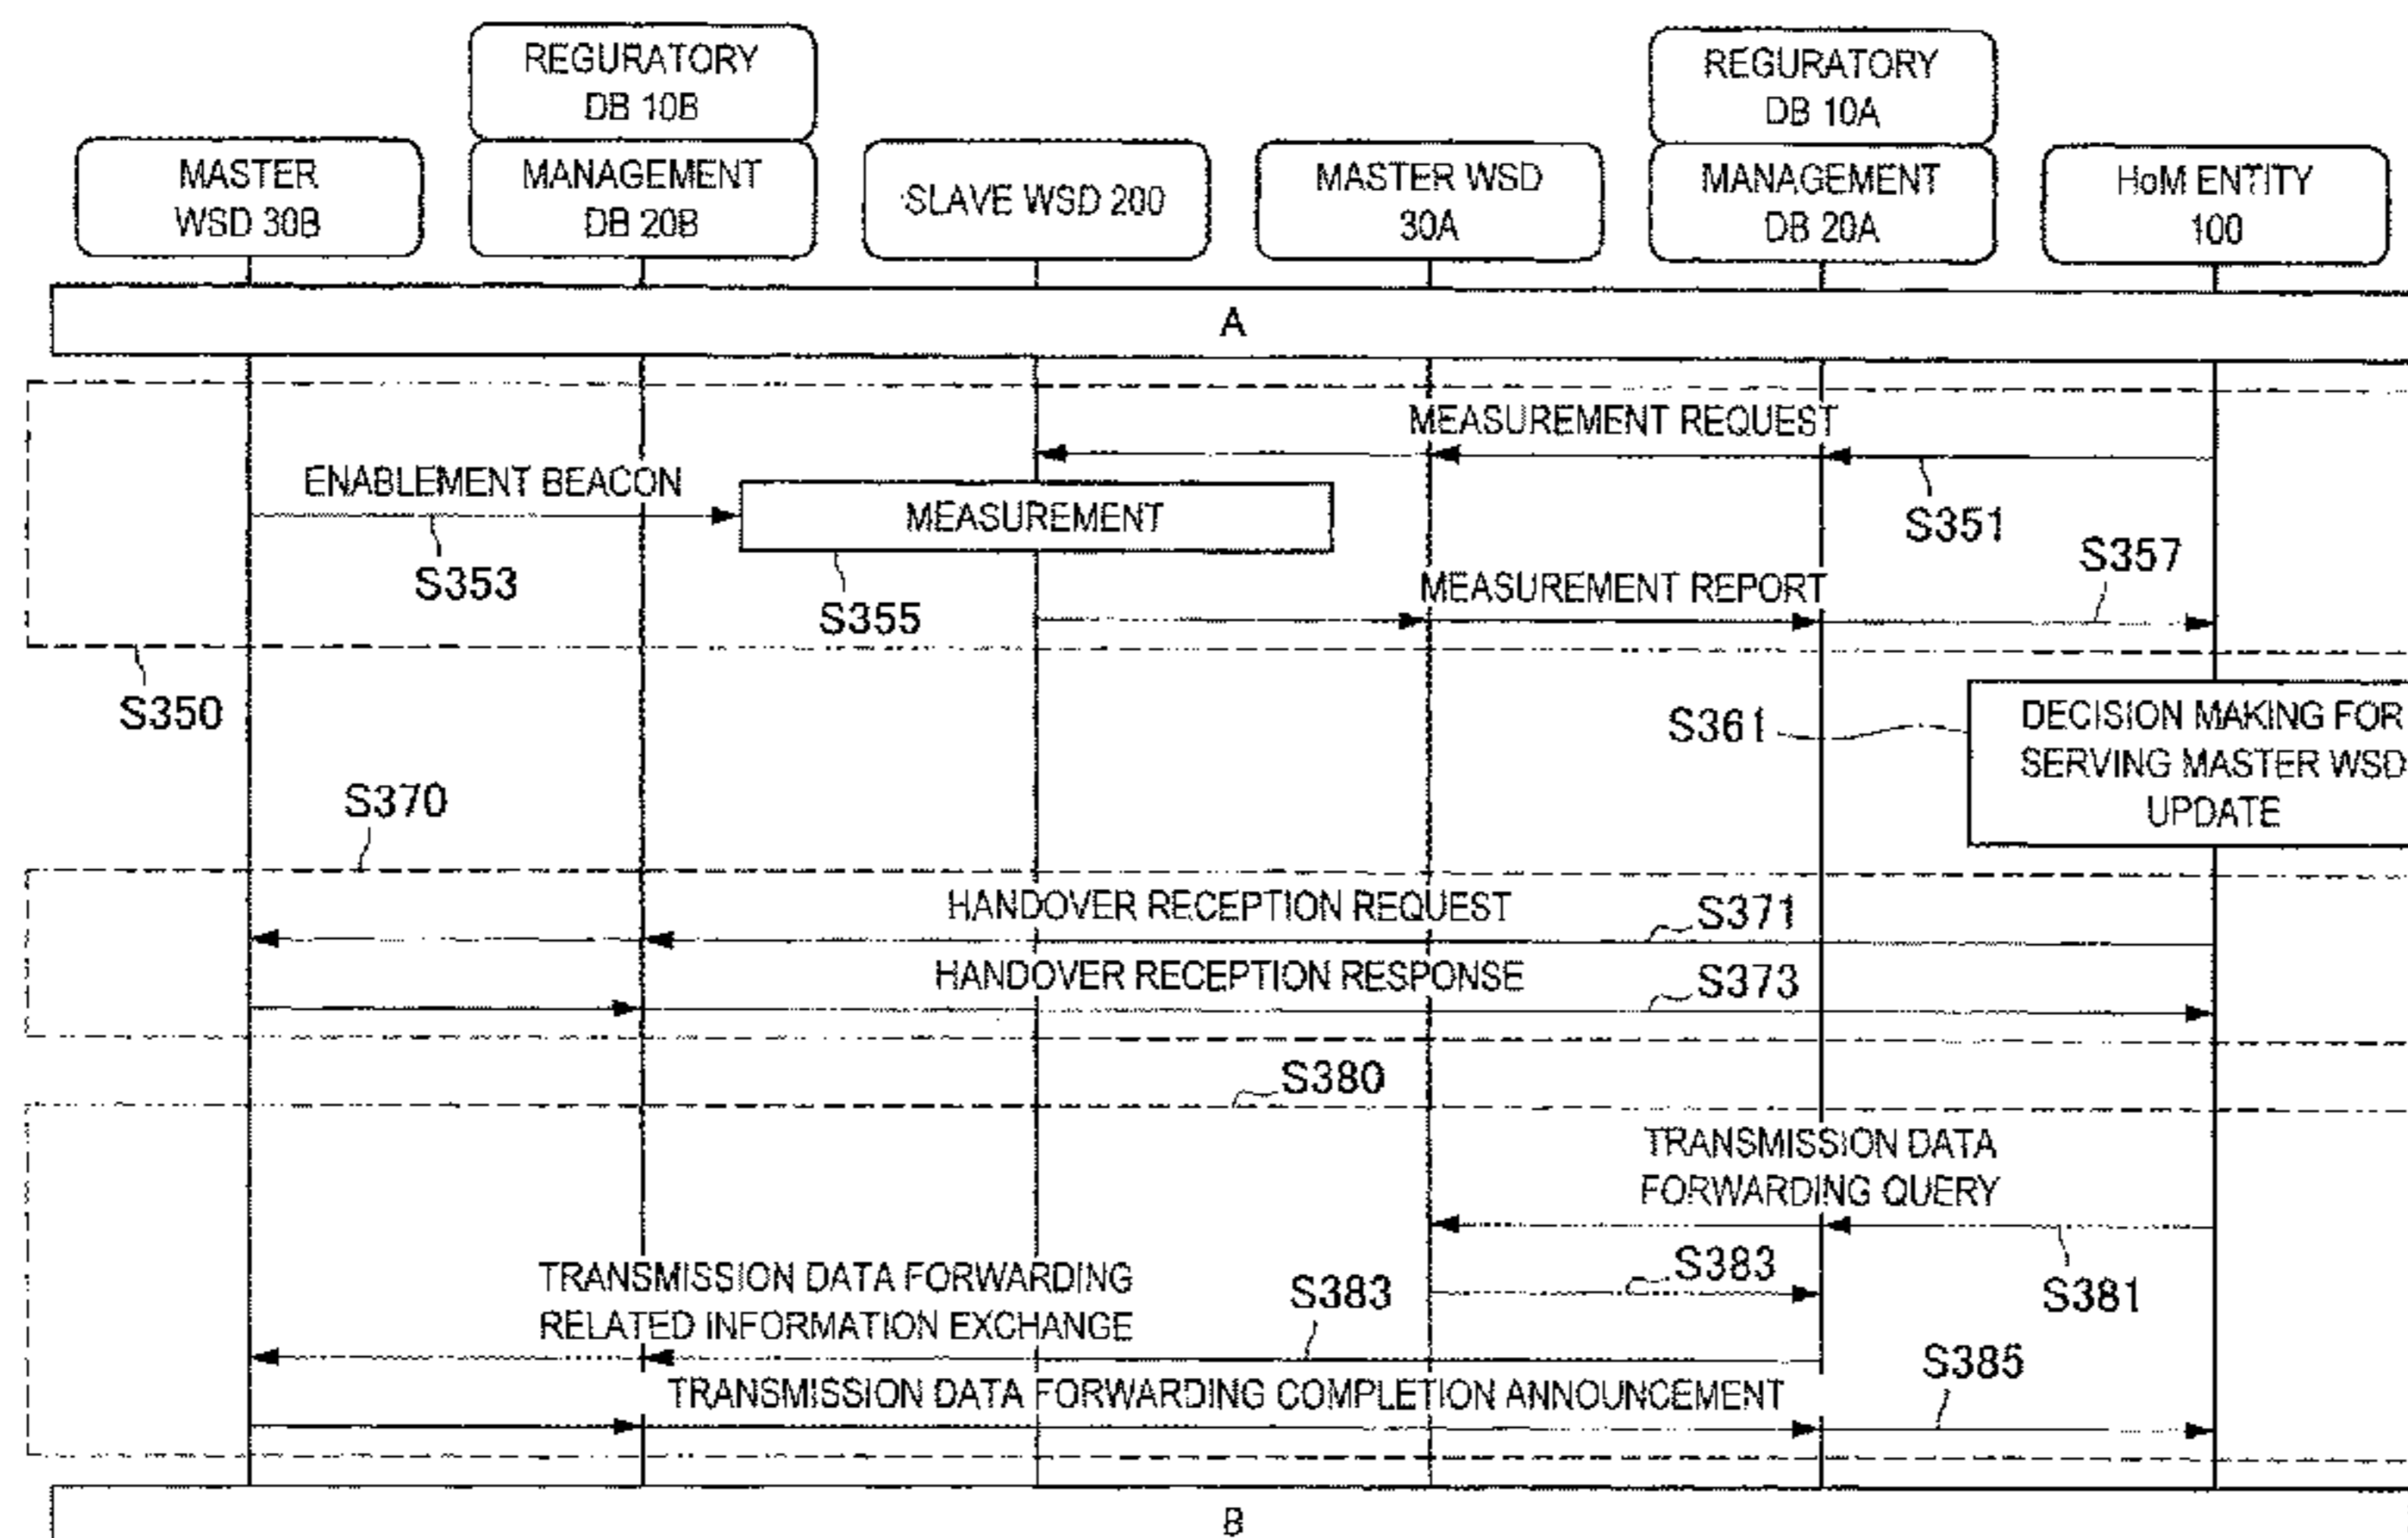 REGURATORY
DB 10B
REGURATORY
DB 10A
MASTER
WSD 30B
MANAGEMENT
DB 20B
SLAVE WSD 200
MASTER WSD
30A
MANAGEMENT
DB 20A
HoM ENTITY
100
A
MEASUREMENT REQUEST
ENABLEMENT BEACON
MEASUREMENT
S351
S353
S357
S355
MEASUREMENT REPORT
S350
S361
DECISION MAKING FOR
SERVING MASTER WSD
UPDATE
S370
HANDOVER RECEPTION REQUEST
S371
HANDOVER RECEPTION RESPONSE
S373
S380
TRANSMISSION DATA
FORWARDING QUERY
S383
S381
TRANSMISSION DATA FORWARDING
RELATED INFORMATION EXCHANGE
S383
S385
TRANSMISSION DATA FORWARDING COMPLETION ANNOUNCEMENT
B